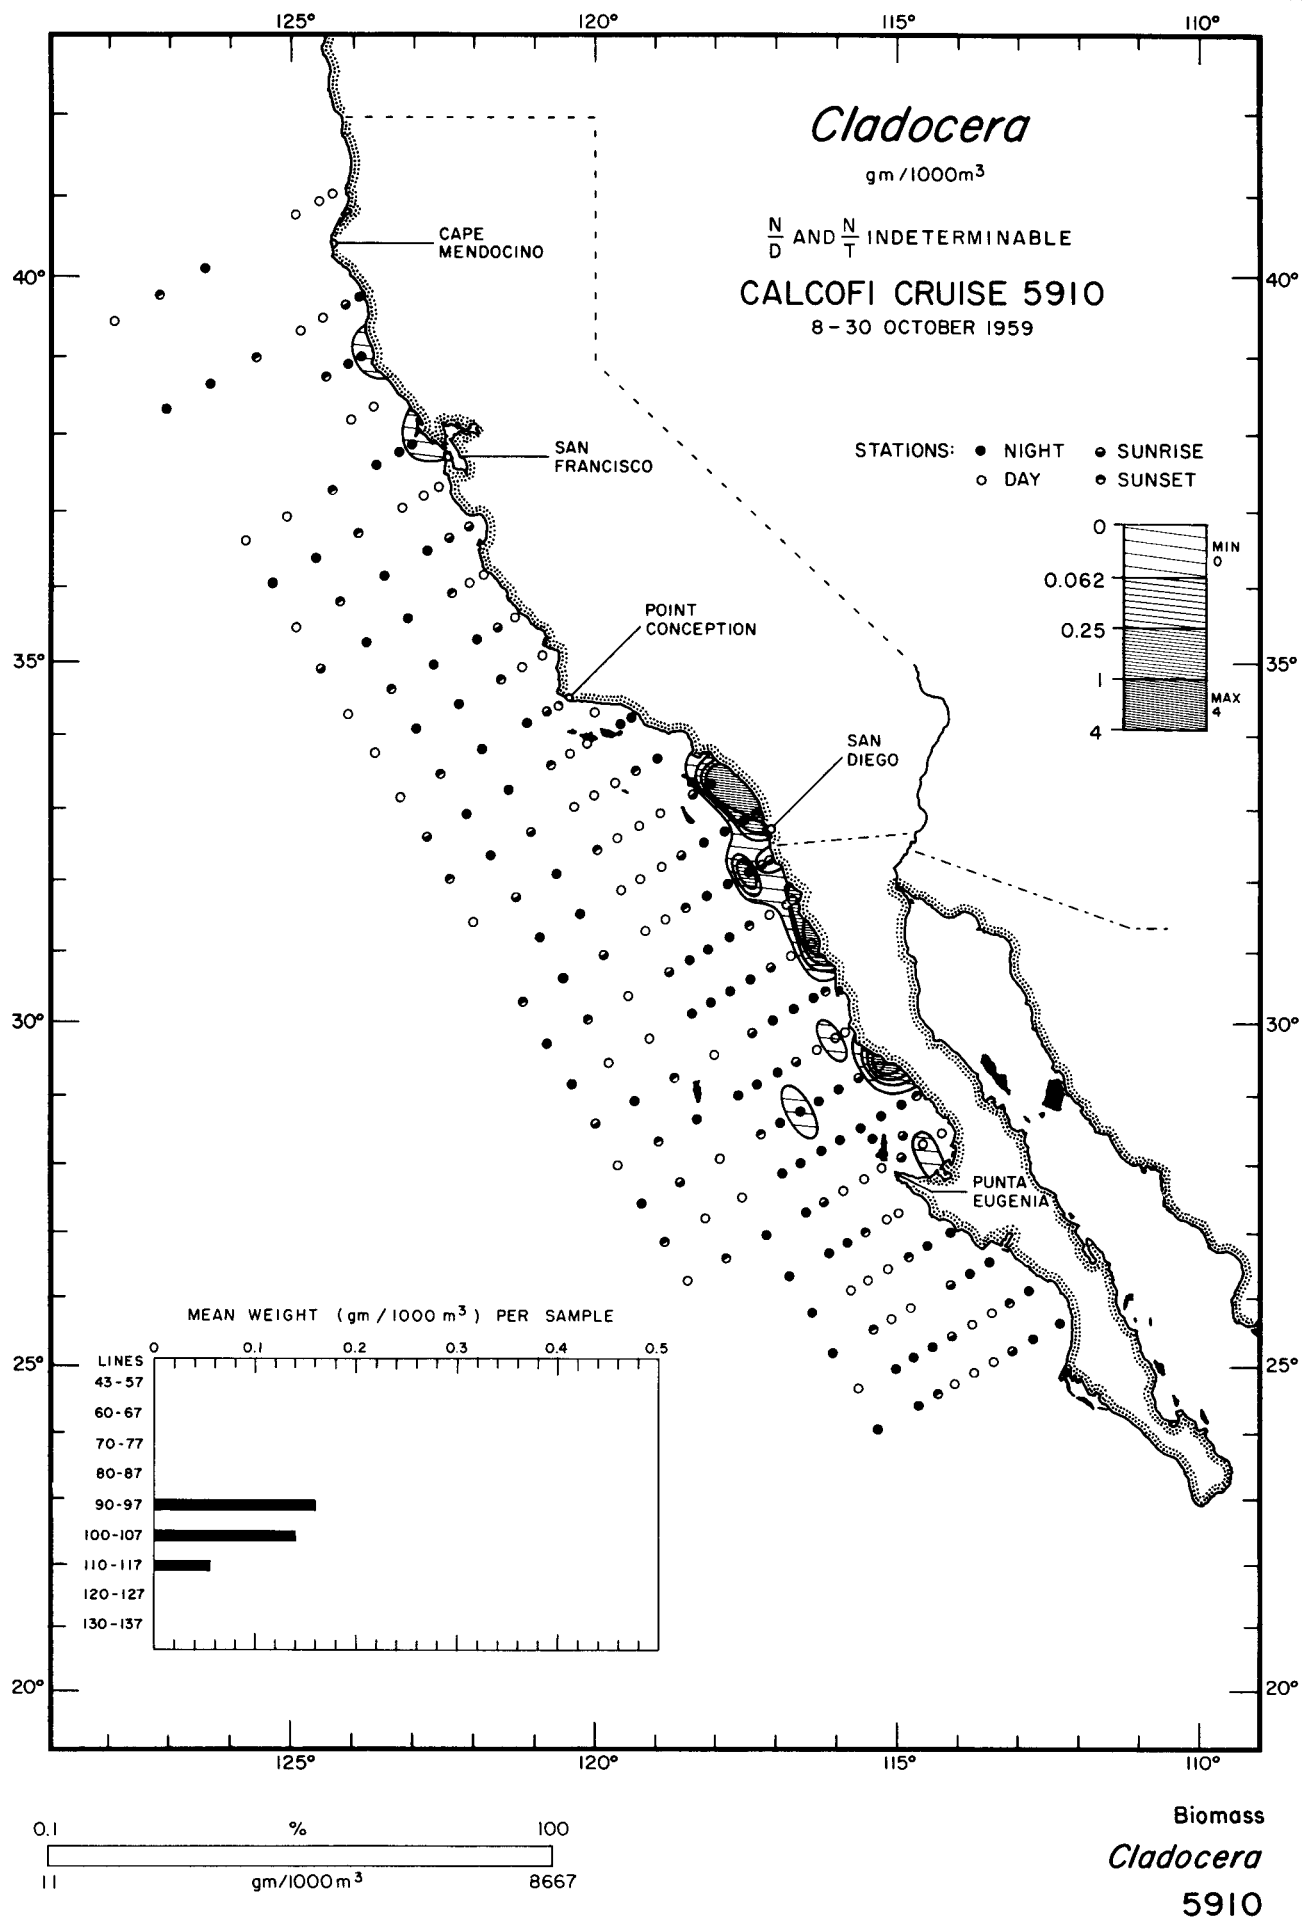 125° 120° 115° 110°
Cladocera
gm/1000m³
N/D AND N/T INDETERMINABLE
CALCOFI CRUISE 5910
8-30 OCTOBER 1959
CAPE
MENDOCINO
40° 40°
STATIONS: ● NIGHT SUNRISE
○ DAY SUNSET
SAN
FRANCISCO
0
MIN
0
0.062
0.25
1
MAX
4
4
POINT
CONCEPTION
35° 35°
SAN
DIEGO
30° 30°
PUNTA
EUGENIA
MEAN WEIGHT (gm/1000 m³) PER SAMPLE
0 0.1 0.2 0.3 0.4 0.5
LINES
43-57
60-67
70-77
80-87
90-97
100-107
110-117
120-127
130-137
25° 25°
20° 20°
125° 120° 115° 110°
0.1 % 100
11 gm/1000m³ 8667
Biomass
Cladocera
5910